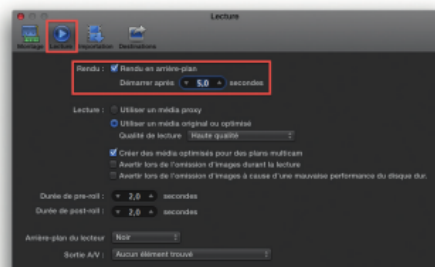 Lecture
Montage Lecture Importation Destinations
Rendu : Rendu en arrière-plan
Démarrer après 5,0 secondes
Lecture : Utiliser un média proxy
Utiliser un média original ou optimisé
Qualité de lecture Haute qualité
Créer des média optimisés pour des plans multicam
Avertir lors de l'omission d'images durant la lecture
Avertir lors de l'omission d'images à cause d'une mauvaise performance du disque dur.
Durée de pre-roll : 2,0 secondes
Durée de post-roll : 2,0 secondes
Arrière-plan du lecteur Noir
Sortie A/V : Aucun élément trouvé